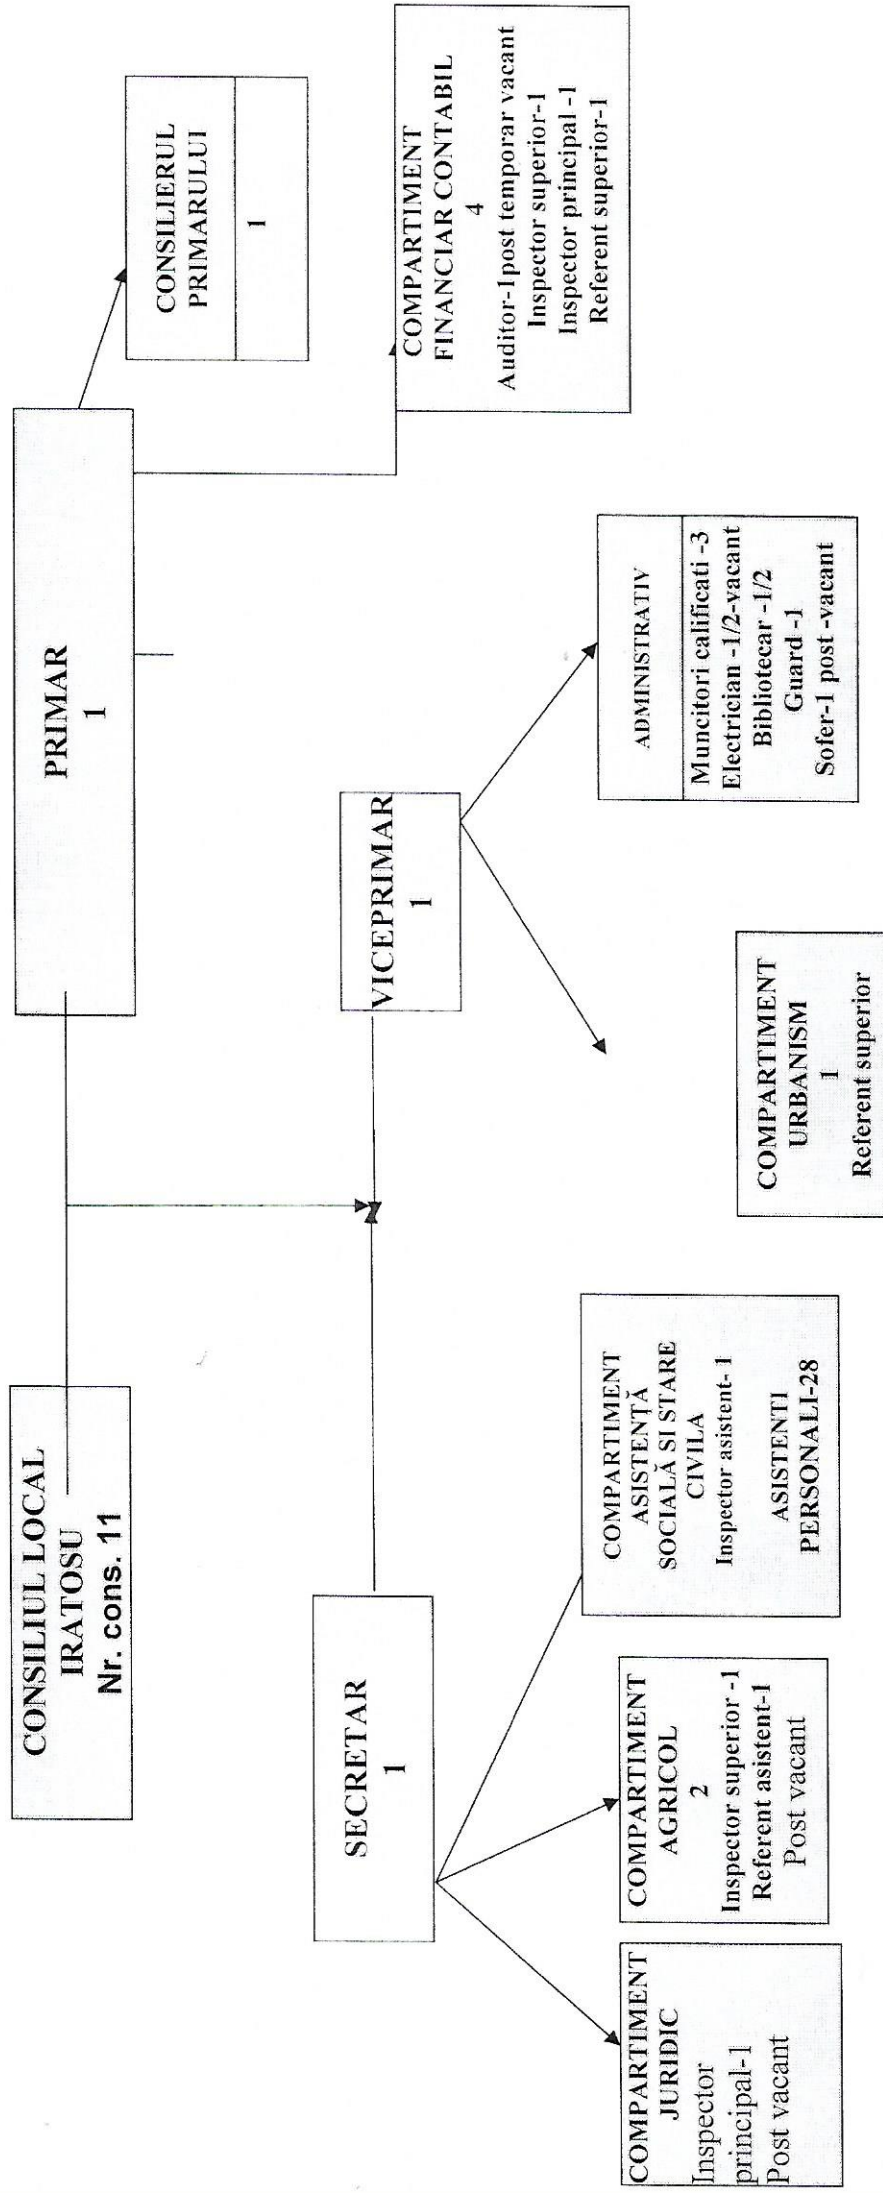 CONSILIUL LOCAL
IRATOSU
Nr. cons. 11
PRIMAR
1
CONSILIERUL
PRIMARULUI
1
SECRETAR
1
VICEPRIMAR
1
COMPARTIMENT
FINANCIAR CONTABIL
4
Auditor-1post temporar vacant
Inspector superior-1
Inspector principal -1
Referent superior-1
COMPARTIMENT
JURIDIC
Inspector
principal-1
Post vacant
COMPARTIMENT
AGRICOL
2
Inspector superior -1
Referent asistent-1
Post vacant
COMPARTIMENT
ASISTENŢĂ
SOCIALĂ SI STARE
CIVILA
Inspector asistent- 1
ASISTENTI
PERSONALI-28
COMPARTIMENT
URBANISM
1
Referent superior
ADMINISTRATIV
Muncitori calificati -3
Electrician -1/2-vacant
Bibliotecar -1/2
Guard -1
Sofer-1 post -vacant